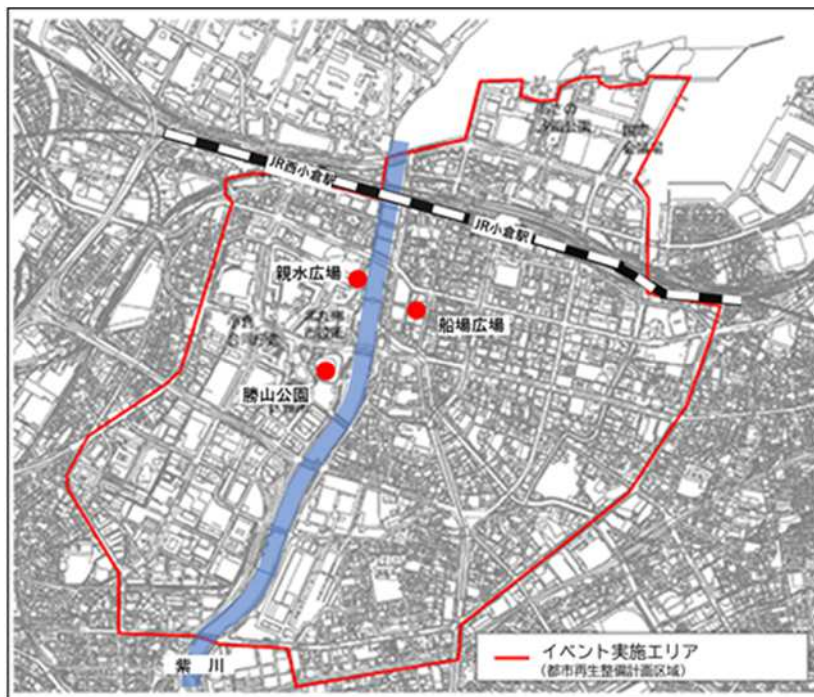 JR西小倉駅
JR小倉駅
親水広場
船場広場
勝山公園
紫 川
イベント実施エリア
(都市再生整備計画区域)